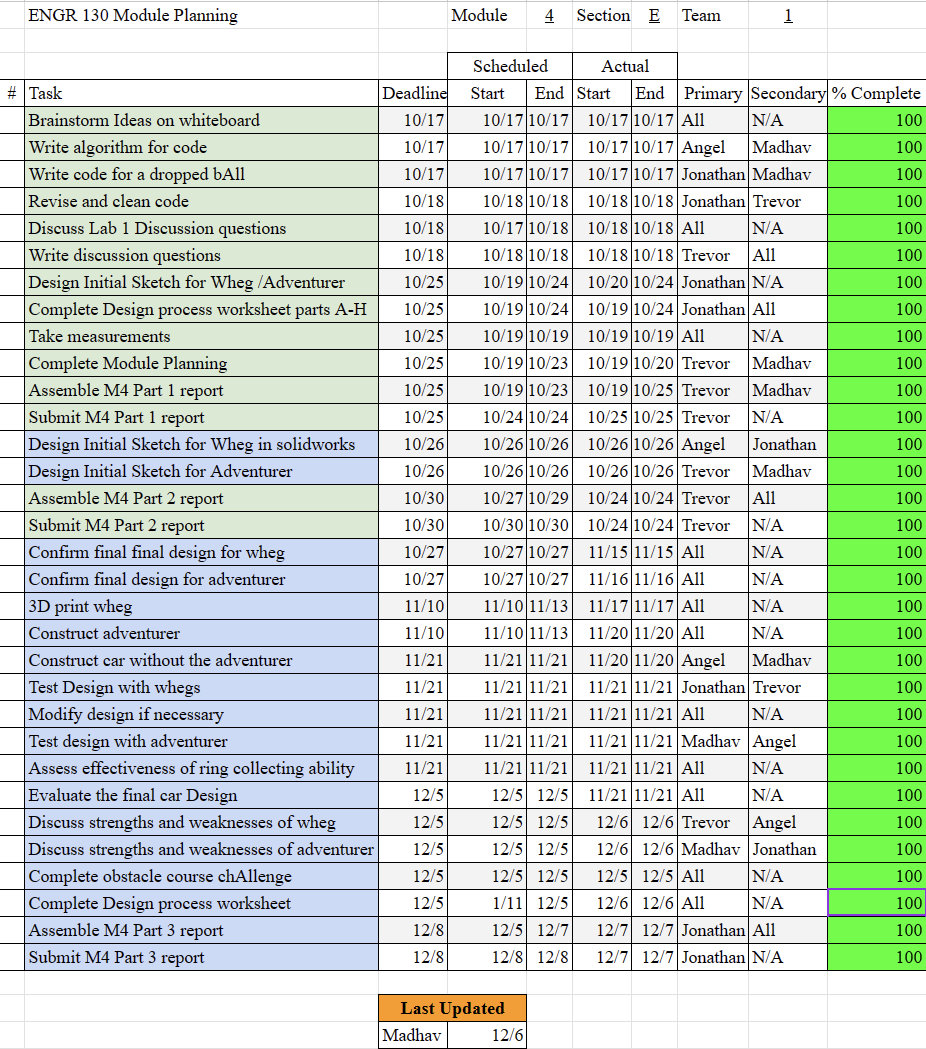 ENGR 130 Module Planning Module 4 Section E Team 1
Scheduled Actual
# Task Deadline Start End Start End Primary Secondary % Complete
Brainstorm Ideas on whiteboard 10/17 10/17 10/17 10/17 10/17 All N/A 100
Write algorithm for code 10/17 10/17 10/17 10/17 10/17 Angel Madhav 100
Write code for a dropped bAll 10/17 10/17 10/17 10/17 10/17 Jonathan Madhav 100
Revise and clean code 10/18 10/18 10/18 10/18 10/18 Jonathan Trevor 100
Discuss Lab 1 Discussion questions 10/18 10/17 10/18 10/18 10/18 All N/A 100
Write discussion questions 10/18 10/18 10/18 10/18 10/18 Trevor All 100
Design Initial Sketch for Wheg /Adventurer 10/25 10/19 10/24 10/20 10/24 Jonathan N/A 100
Complete Design process worksheet parts A-H 10/25 10/19 10/24 10/19 10/24 Jonathan All 100
Take measurements 10/25 10/19 10/19 10/19 10/19 All N/A 100
Complete Module Planning 10/25 10/19 10/23 10/19 10/20 Trevor Madhav 100
Assemble M4 Part 1 report 10/25 10/19 10/23 10/19 10/25 Trevor Madhav 100
Submit M4 Part 1 report 10/25 10/24 10/24 10/25 10/25 Trevor N/A 100
Design Initial Sketch for Wheg in solidworks 10/26 10/26 10/26 10/26 10/26 Angel Jonathan 100
Design Initial Sketch for Adventurer 10/26 10/26 10/26 10/26 10/26 Trevor Madhav 100
Assemble M4 Part 2 report 10/30 10/27 10/29 10/24 10/24 Trevor All 100
Submit M4 Part 2 report 10/30 10/30 10/30 10/24 10/24 Trevor N/A 100
Confirm final final design for wheg 10/27 10/27 10/27 11/15 11/15 All N/A 100
Confirm final design for adventurer 10/27 10/27 10/27 11/16 11/16 All N/A 100
3D print wheg 11/10 11/10 11/13 11/17 11/17 All N/A 100
Construct adventurer 11/10 11/10 11/13 11/20 11/20 All N/A 100
Construct car without the adventurer 11/21 11/21 11/21 11/20 11/20 Angel Madhav 100
Test Design with whegs 11/21 11/21 11/21 11/21 11/21 Jonathan Trevor 100
Modify design if necessary 11/21 11/21 11/21 11/21 11/21 All N/A 100
Test design with adventurer 11/21 11/21 11/21 11/21 11/21 Madhav Angel 100
Assess effectiveness of ring collecting ability 11/21 11/21 11/21 11/21 11/21 All N/A 100
Evaluate the final car Design 12/5 12/5 12/5 11/21 11/21 All N/A 100
Discuss strengths and weaknesses of wheg 12/5 12/5 12/5 12/6 12/6 Trevor Angel 100
Discuss strengths and weaknesses of adventurer 12/5 12/5 12/5 12/6 12/6 Madhav Jonathan 100
Complete obstacle course chAllenge 12/5 12/5 12/5 12/5 12/5 All N/A 100
Complete Design process worksheet 12/5 1/11 12/5 12/6 12/6 All N/A 100
Assemble M4 Part 3 report 12/8 12/5 12/7 12/7 12/7 Jonathan All 100
Submit M4 Part 3 report 12/8 12/8 12/8 12/7 12/7 Jonathan N/A 100
Last Updated
Madhav 12/6